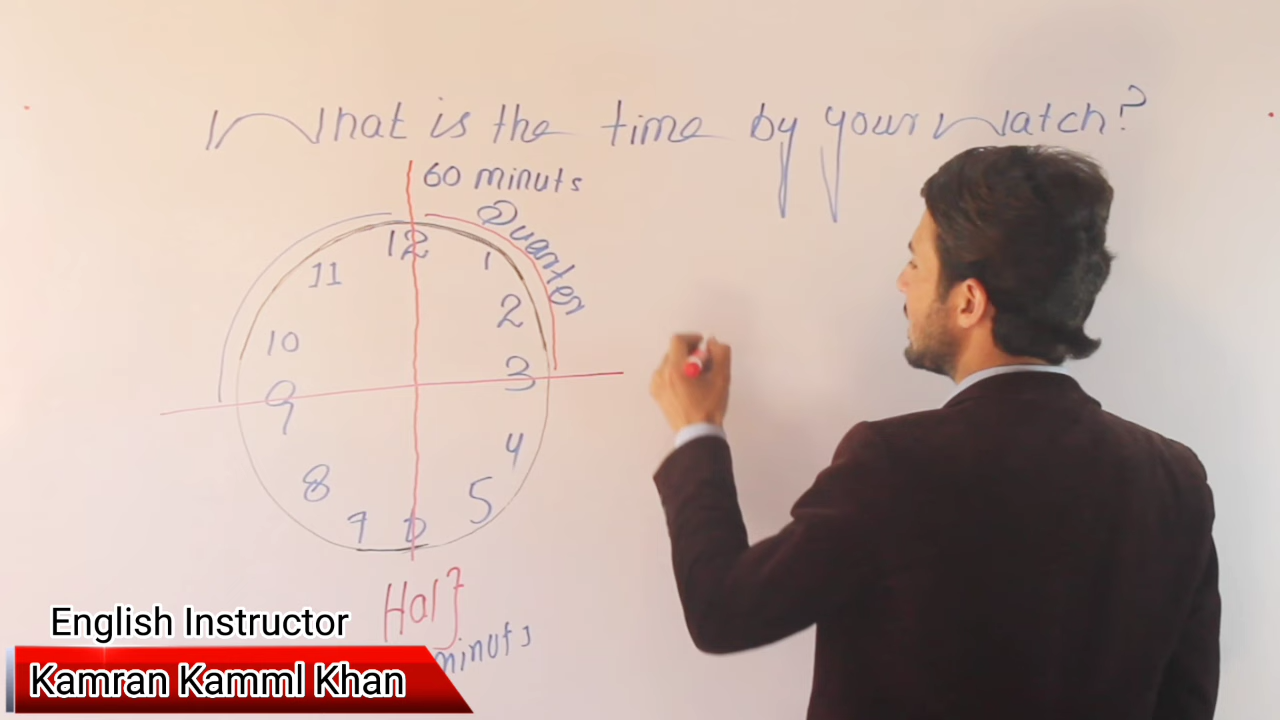 What is the time by your watch?
60 minuts
Quarter
12
11
1
10
2
9
3
8
4
7
5
Half
minuts
English Instructor
Kamran Kamml Khan